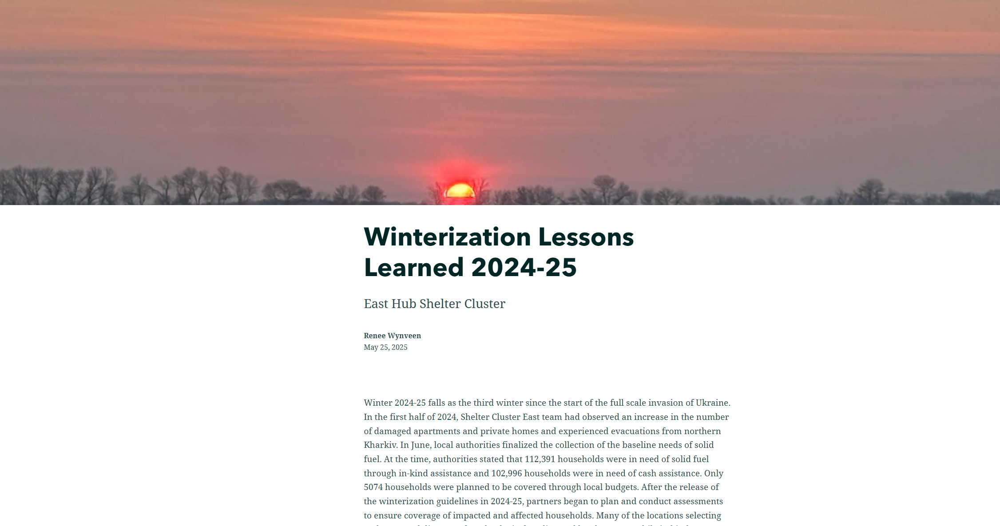 Winterization Lessons
Learned 2024-25
East Hub Shelter Cluster
Renee Wynveen
May 25, 2025
Winter 2024-25 falls as the third winter since the start of the full scale invasion of Ukraine.
In the first half of 2024, Shelter Cluster East team had observed an increase in the number
of damaged apartments and private homes and experienced evacuations from northern
Kharkiv. In June, local authorities finalized the collection of the baseline needs of solid
fuel. At the time, authorities stated that 112,391 households were in need of solid fuel
through in-kind assistance and 102,996 households were in need of cash assistance. Only
5074 households were planned to be covered through local budgets. After the release of
the winterization guidelines in 2024-25, partners began to plan and conduct assessments
to ensure coverage of impacted and affected households. Many of the locations selecting